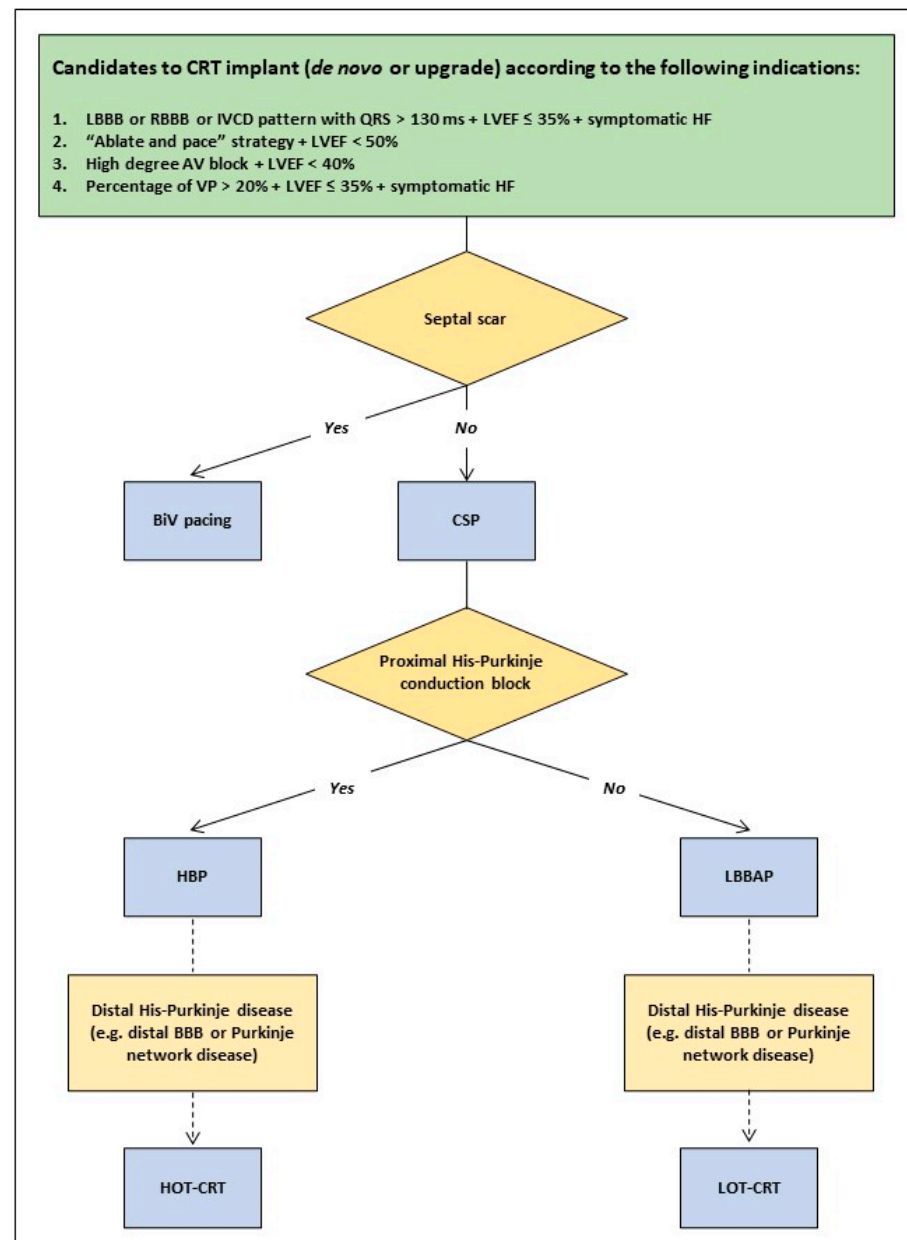 Candidates to CRT implant (de novo or upgrade) according to the following indications:
1. LBBB or RBBB or IVCD pattern with QRS > 130 ms + LVEF ≤ 35% + symptomatic HF
2. “Ablate and pace” strategy + LVEF < 50%
3. High degree AV block + LVEF < 40%
4. Percentage of VP > 20% + LVEF ≤ 35% + symptomatic HF
Septal scar
Yes
No
BiV pacing
CSP
Proximal His-Purkinje
conduction block
Yes
No
HBP
LBBAP
Distal His-Purkinje disease
(e.g. distal BBB or Purkinje
network disease)
Distal His-Purkinje disease
(e.g. distal BBB or Purkinje
network disease)
HOT-CRT
LOT-CRT